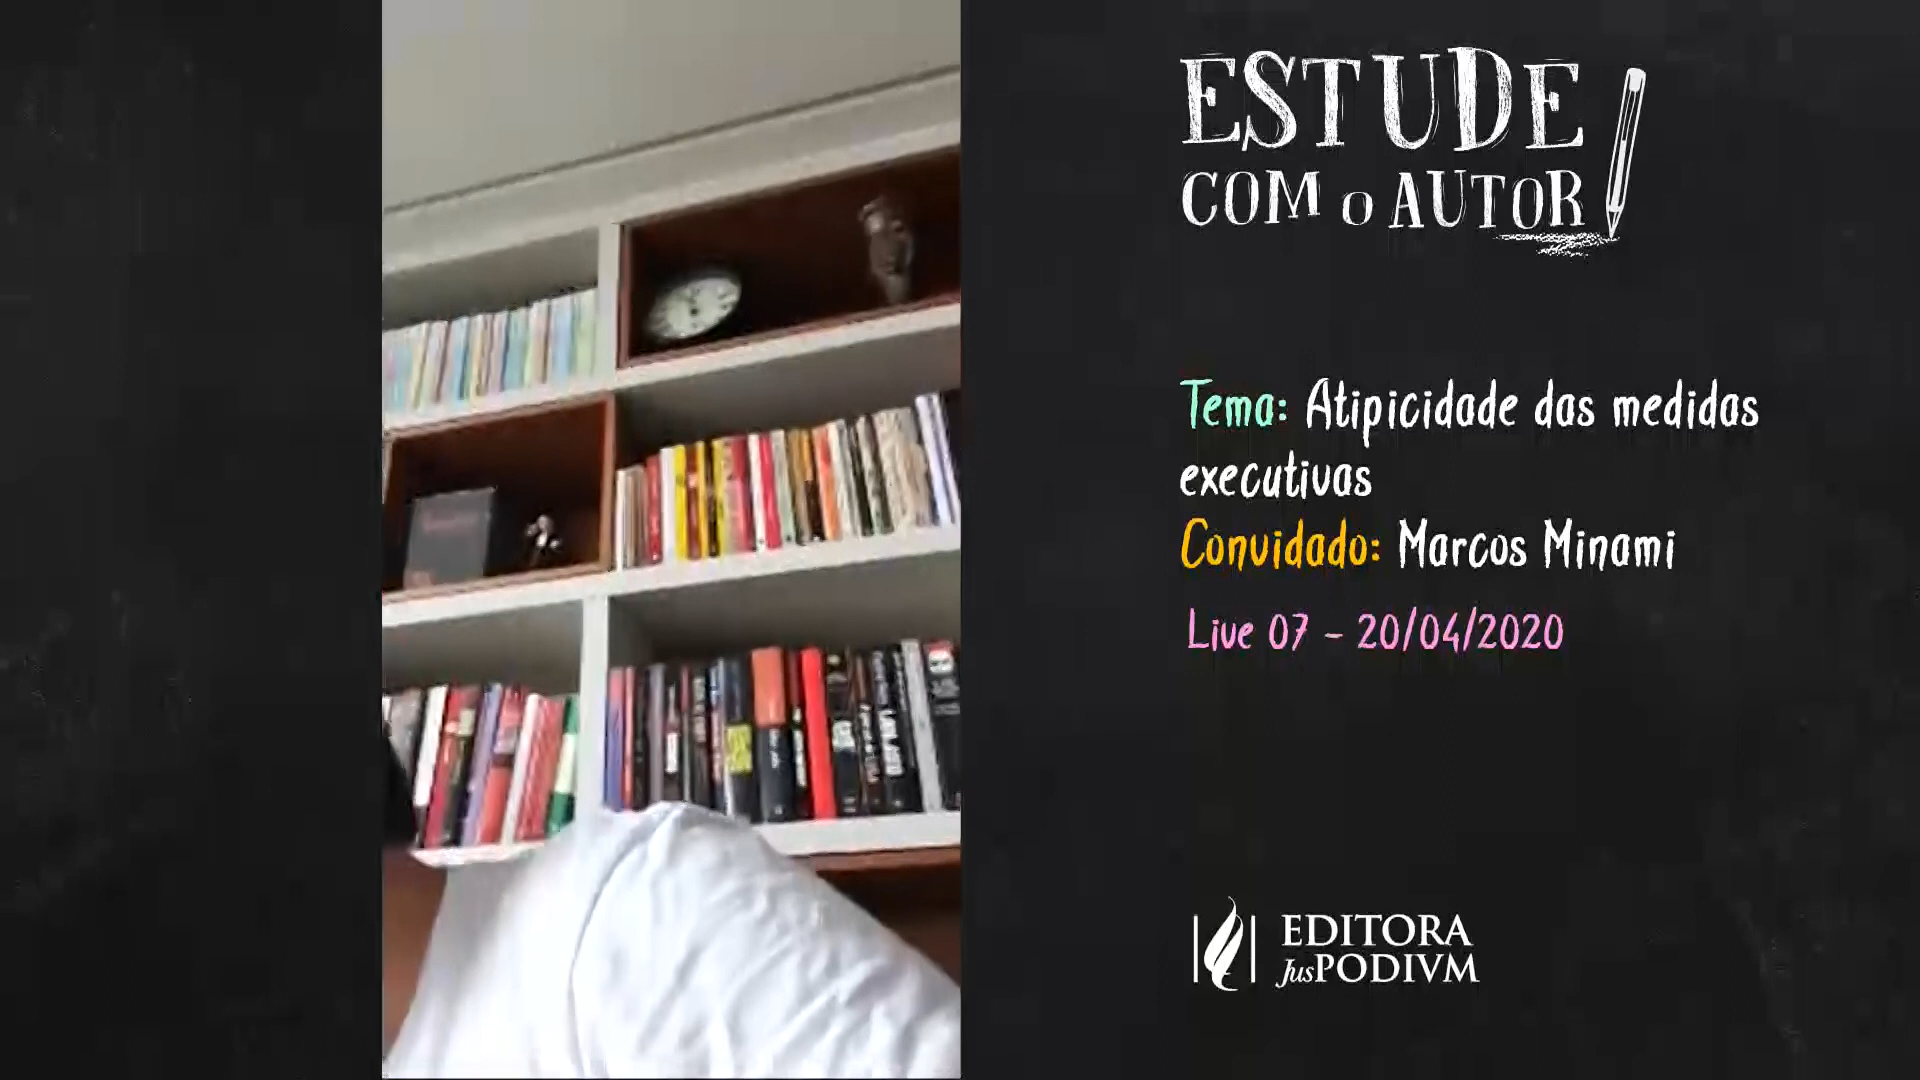 ESTUDE
COM O AUTOR
Tema: Atipicidade das medidas
executivas
Convidado: Marcos Minami
Live 07 - 20/04/2020
EDITORA
JusPODIVM